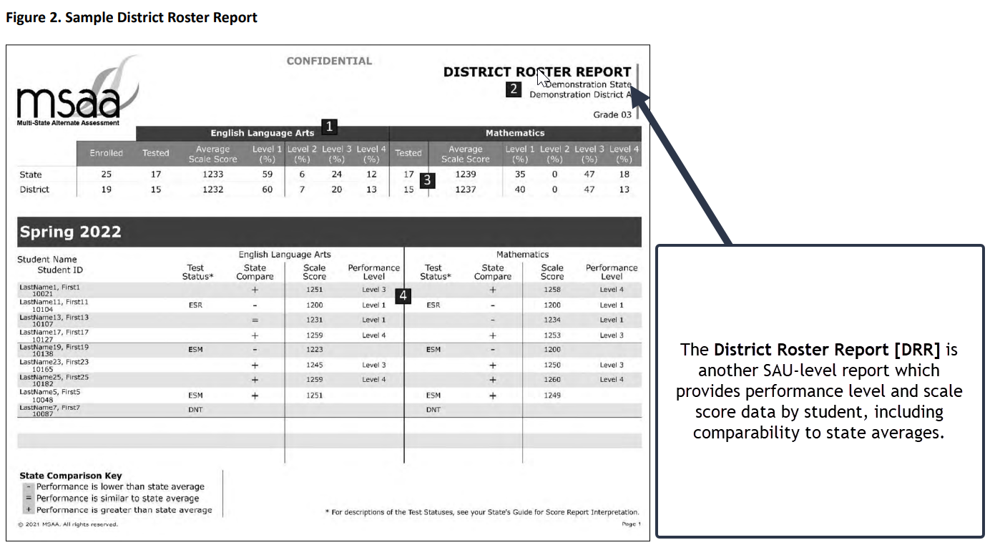 Figure 2. Sample District Roster Report
CONFIDENTIAL
msaa
Multi-State Alternate Assessment
DISTRICT ROSTER REPORT
2 Demonstration State
Demonstration District A
Grade 03
English Language Arts 1 Mathematics
Enrolled Tested Average Scale Score Level 1 (%) Level 2 (%) Level 3 (%) Level 4 (%) Tested Average Scale Score Level 1 (%) Level 2 (%) Level 3 (%) Level 4 (%)
State 25 17 1233 59 6 24 12 17 1239 35 0 47 18
3
District 19 15 1232 60 7 20 13 15 1237 40 0 47 13
Spring 2022
English Language Arts Mathematics
Student Name
Student ID
Test Status* State Compare Scale Score Performance Level Test Status* State Compare Scale Score Performance Level
LastName1, First1 + 1251 Level 3 + 1258 Level 4
10021
4
LastName11, First11 ESR - 1200 Level 1 ESR - 1200 Level 1
10104
LastName13, First13 = 1231 Level 1 - 1234 Level 1
10107
LastName17, First17 + 1259 Level 4 + 1253 Level 3
10127
LastName19, First19 ESM - 1223 ESM - 1200
10138
LastName23, First23 + 1245 Level 3 + 1250 Level 3
10165
LastName25, First25 + 1259 Level 4 + 1260 Level 4
10182
LastName5, First5 ESM + 1251 ESM + 1249
10048
LastName7, First7 DNT DNT
10087
State Comparison Key
- Performance is lower than state average
= Performance is similar to state average
+ Performance is greater than state average
* For descriptions of the Test Statuses, see your State's Guide for Score Report Interpretation.
© 2021 MSAA. All rights reserved. Page 1
The District Roster Report [DRR] is
another SAU-level report which
provides performance level and scale
score data by student, including
comparability to state averages.